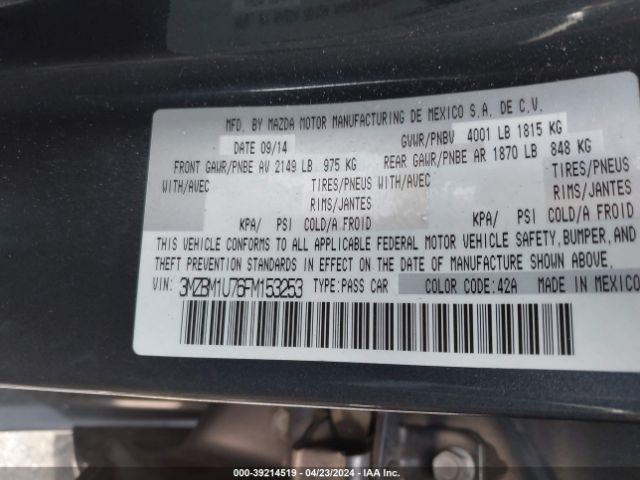 MFD. BY MAZDA MOTOR MANUFACTURING DE MEXICO S.A. DE C.V.
DATE 09/14 GVWR/PNBV 4001 LB 1815 KG
FRONT GAWR/PNBE AV 2149 LB 975 KG REAR GAWR/PNBE AR 1870 LB 848 KG
WITH/AVEC TIRES/PNEUS WITH/AVEC TIRES/PNEUS
RIMS/JANTES RIMS/JANTES
KPA/ PSI COLD/A FROID KPA/ PSI COLD/A FROID
THIS VEHICLE CONFORMS TO ALL APPLICABLE FEDERAL MOTOR VEHICLE SAFETY, BUMPER, AND
THEFT PREVENTION STANDARDS IN EFFECT ON THE DATE OF MANUFACTURE SHOWN ABOVE.
VIN: 3MZBM1U76FM153253 TYPE:PASS CAR COLOR CODE:42A MADE IN MEXICO
000-39214519 - 04/23/2024 - IAA Inc.